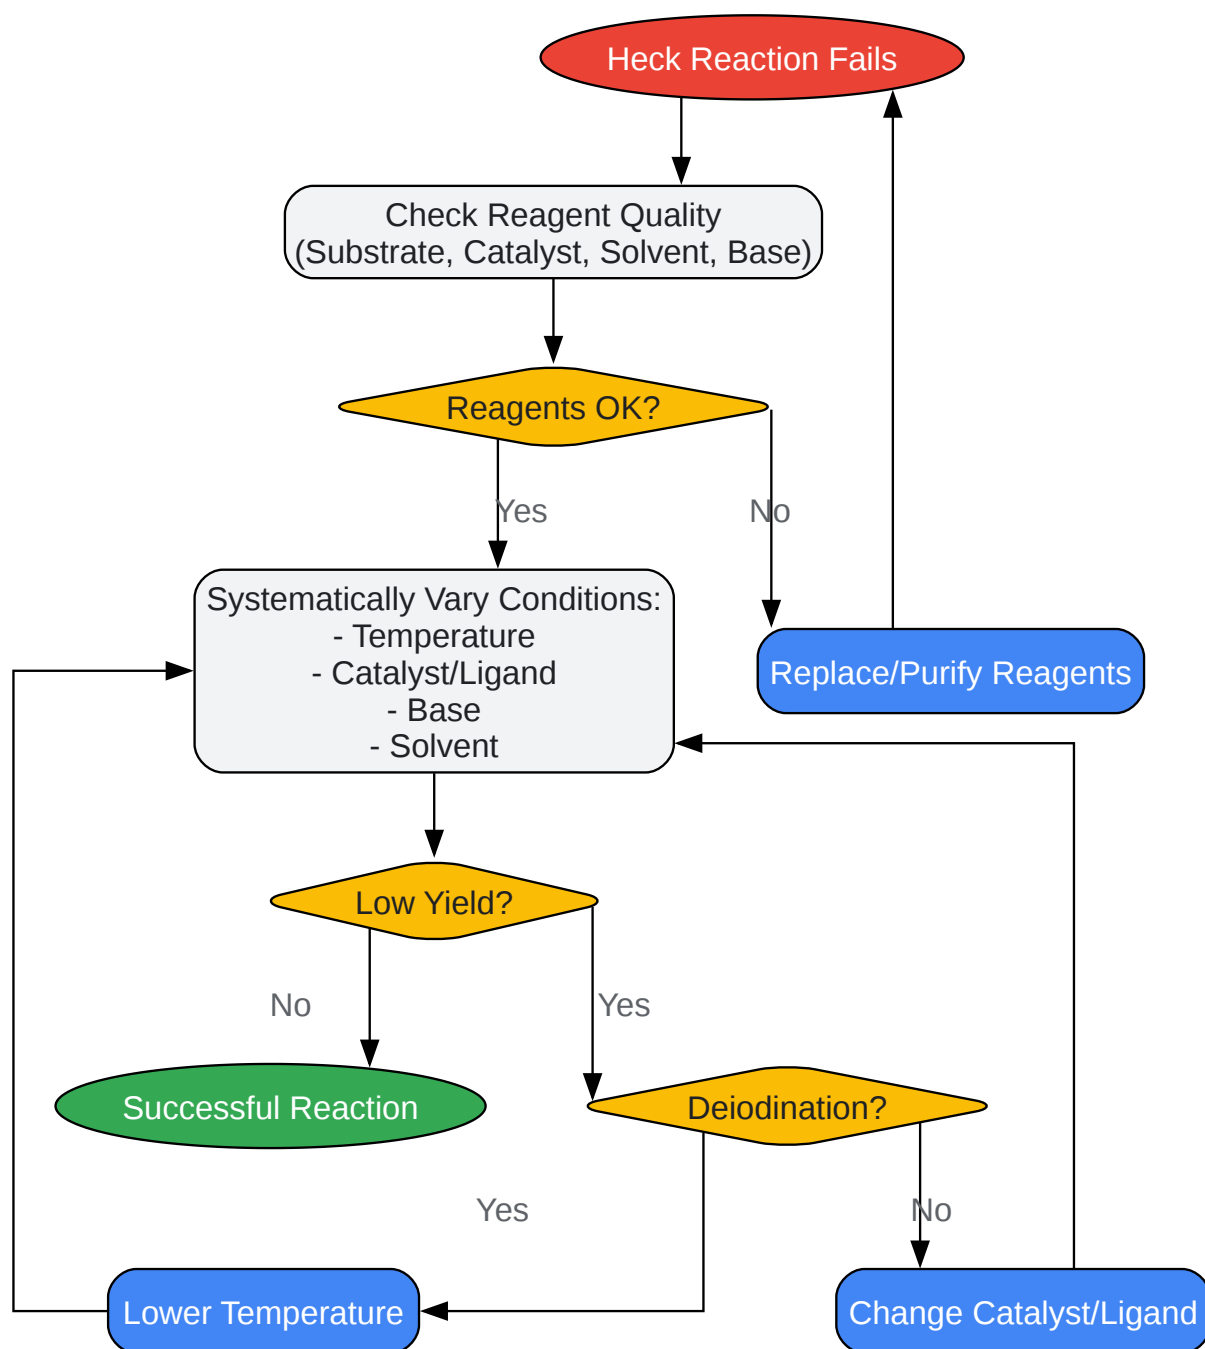 Heck Reaction Fails
Check Reagent Quality
(Substrate, Catalyst, Solvent, Base)
Reagents OK?
Yes
No
Systematically Vary Conditions:
- Temperature
- Catalyst/Ligand
- Base
- Solvent
Replace/Purify Reagents
Low Yield?
No
Yes
Successful Reaction
Deiodination?
Yes
No
Lower Temperature
Change Catalyst/Ligand